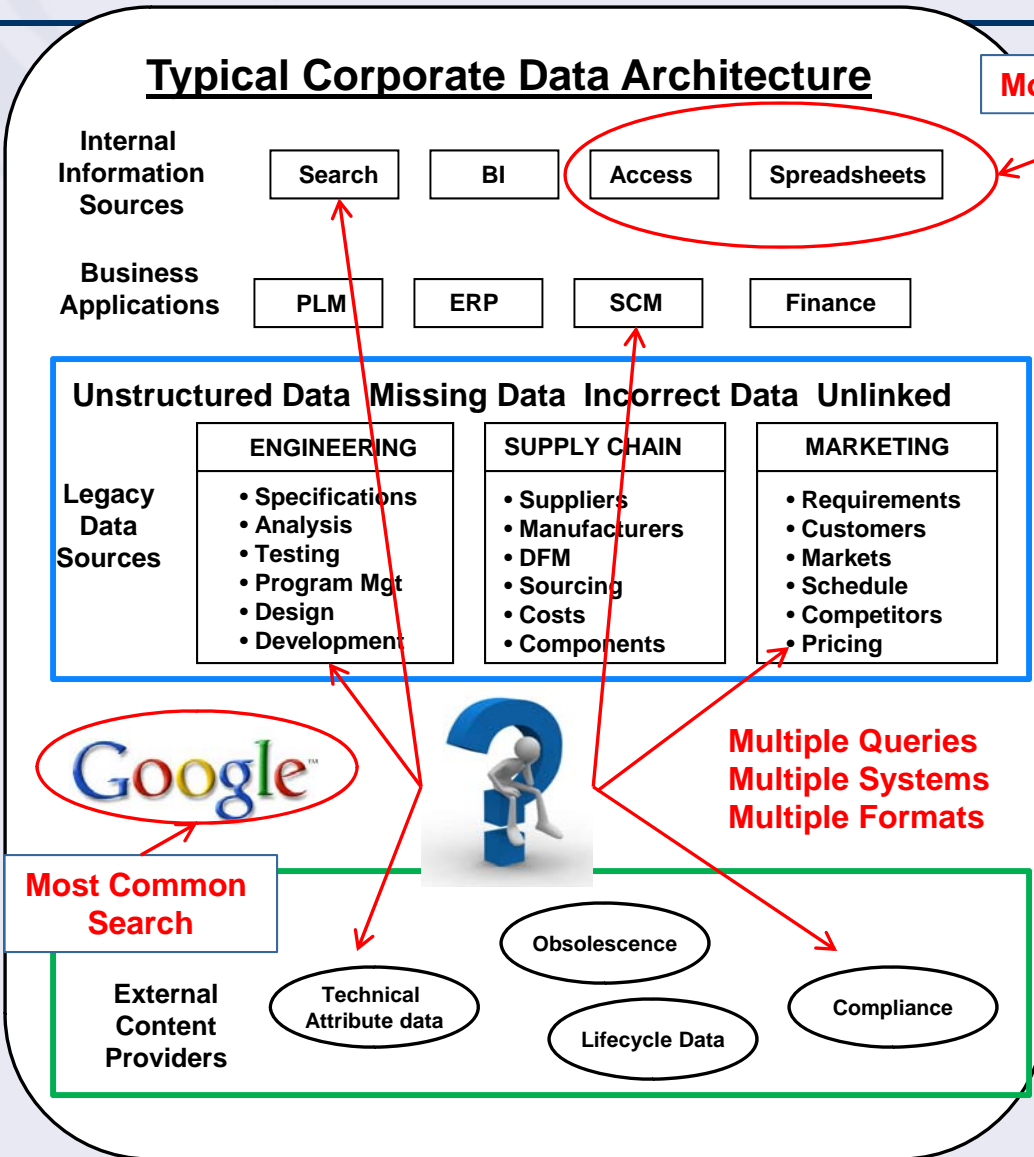 Typical Corporate Data Architecture
Internal
Information
Sources
Search
BI
Access
Spreadsheets
Business
Applications
PLM
ERP
SCM
Finance
Unstructured Data Missing Data Incorrect Data Unlinked
Legacy
Data
Sources
ENGINEERING
• Specifications
• Analysis
• Testing
• Program Mgt
• Design
• Development
SUPPLY CHAIN
• Suppliers
• Manufacturers
• DFM
• Sourcing
• Costs
• Components
MARKETING
• Requirements
• Customers
• Markets
• Schedule
• Competitors
• Pricing
Google™
Multiple Queries
Multiple Systems
Multiple Formats
Most Common
Search
External
Content
Providers
Technical
Attribute data
Obsolescence
Lifecycle Data
Compliance